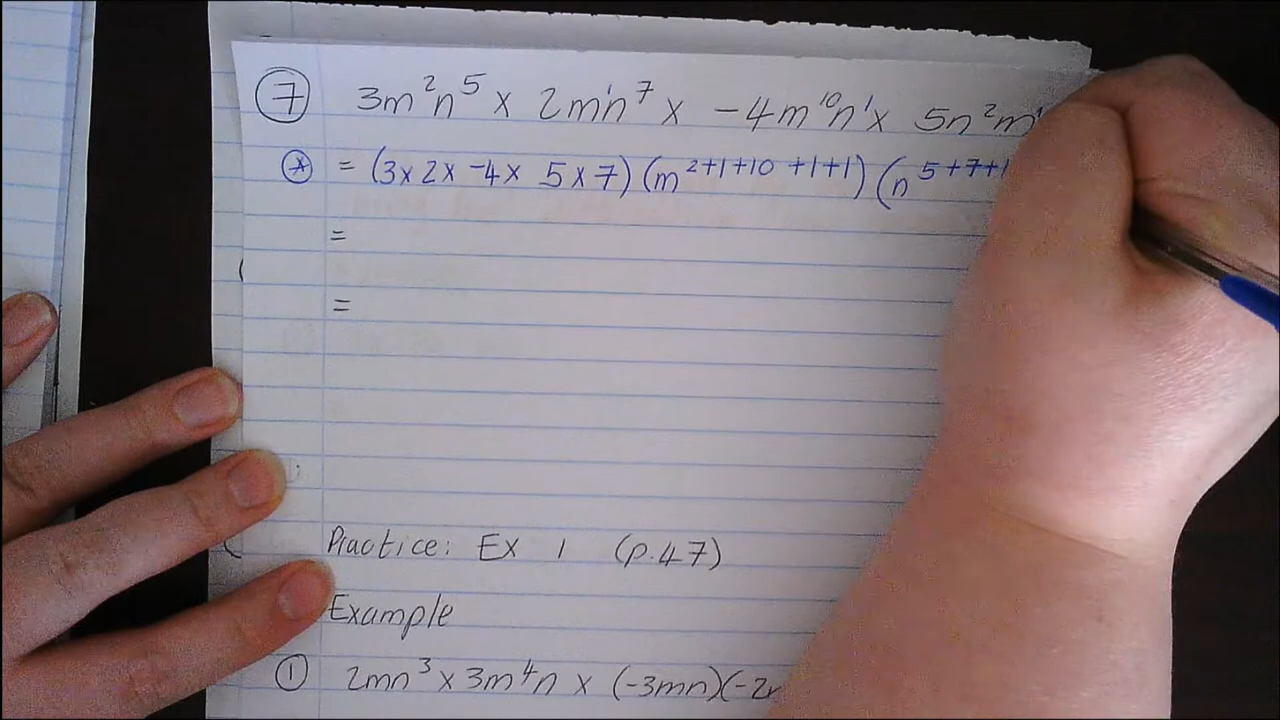 7 3m²n⁵ x 2m¹n⁷ x -4m¹⁰n¹ x 5n²m¹
* = (3 x 2 x -4 x 5 x 7) (m²⁺¹⁺¹⁰⁺¹⁺¹) (n⁵⁺⁷⁺¹
=
=
Practice: EX 1 (p.47)
Example
1 2mn³ x 3m⁴n x (-3mn)(-2